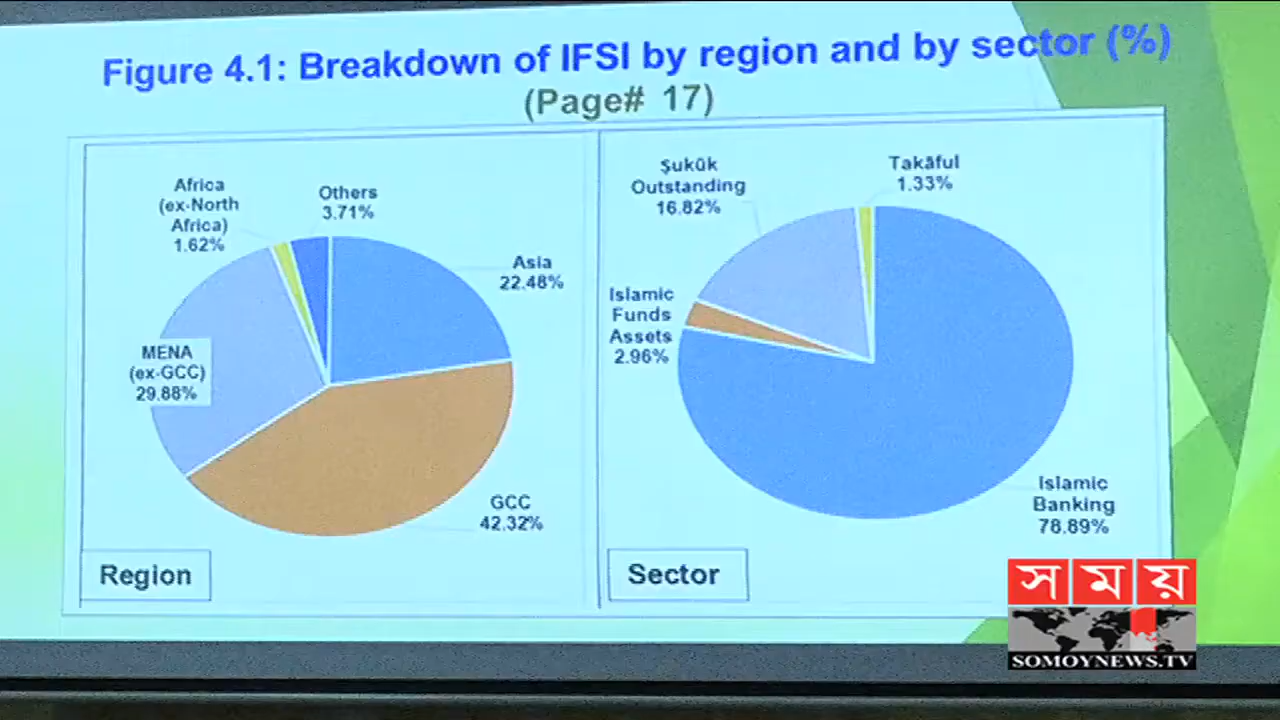 Figure 4.1: Breakdown of IFSI by region and by sector (%)
(Page# 17)
Africa
(ex-North
Africa)
1.62%
Others
3.71%
Asia
22.48%
MENA
(ex-GCC)
29.88%
GCC
42.32%
Region
Ṣukūk
Outstanding
16.82%
Takāful
1.33%
Islamic
Funds
Assets
2.96%
Islamic
Banking
78.89%
Sector
সময়
SOMOYNEWS.TV